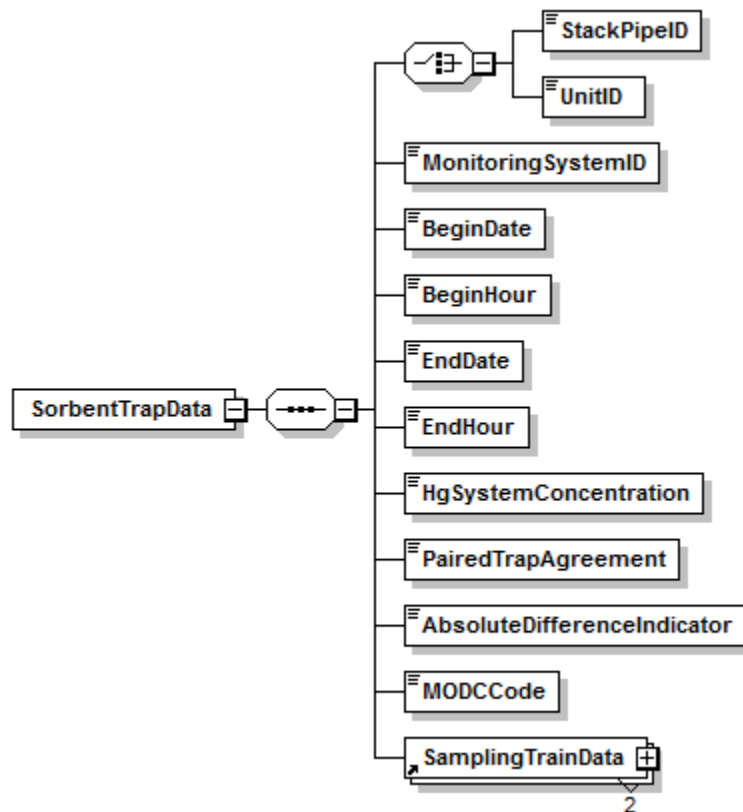 StackPipeID
UnitID
MonitoringSystemID
BeginDate
BeginHour
EndDate
SorbentTrapData
EndHour
HgSystemConcentration
PairedTrapAgreement
AbsoluteDifferenceIndicator
MODCCode
SamplingTrainData
2